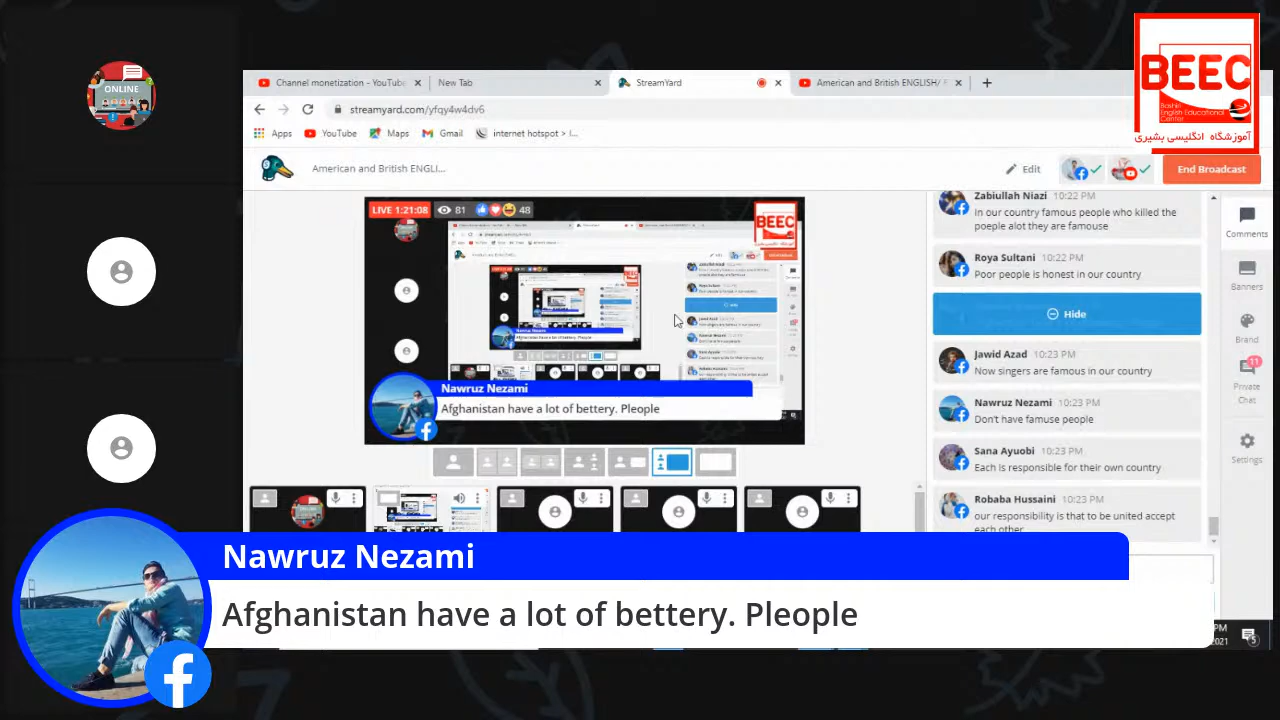 ONLINE
BEEC
Bashiri
English Educational
Center
آموزشگاه انگلیسی بشیری
Channel monetization - YouTube
New Tab
StreamYard
American and British ENGLISH/ F
streamyard.com/yfqy4w4dv6
Apps
YouTube
Maps
Gmail
internet hotspot > I...
American and British ENGLI...
Edit
End Broadcast
LIVE 1:21:08
81
48
BEEC
Nawruz Nezami
Afghanistan have a lot of bettery. Pleople
Zabiullah Niazi 10:22 PM
In our country famous people who killed the
poeple alot they are famouse
Roya Sultani 10:22 PM
Poor people is honest in our country
Hide
Jawid Azad 10:23 PM
Now singers are famous in our country
Nawruz Nezami 10:23 PM
Don't have famuse people
Sana Ayuobi 10:23 PM
Each is responsible for their own country
Robaba Hussaini 10:23 PM
our responsibility is that to be united accept
each other
Comments
Banners
Brand
11
Private
Chat
Settings
PM
2021
5
Nawruz Nezami
Afghanistan have a lot of bettery. Pleople